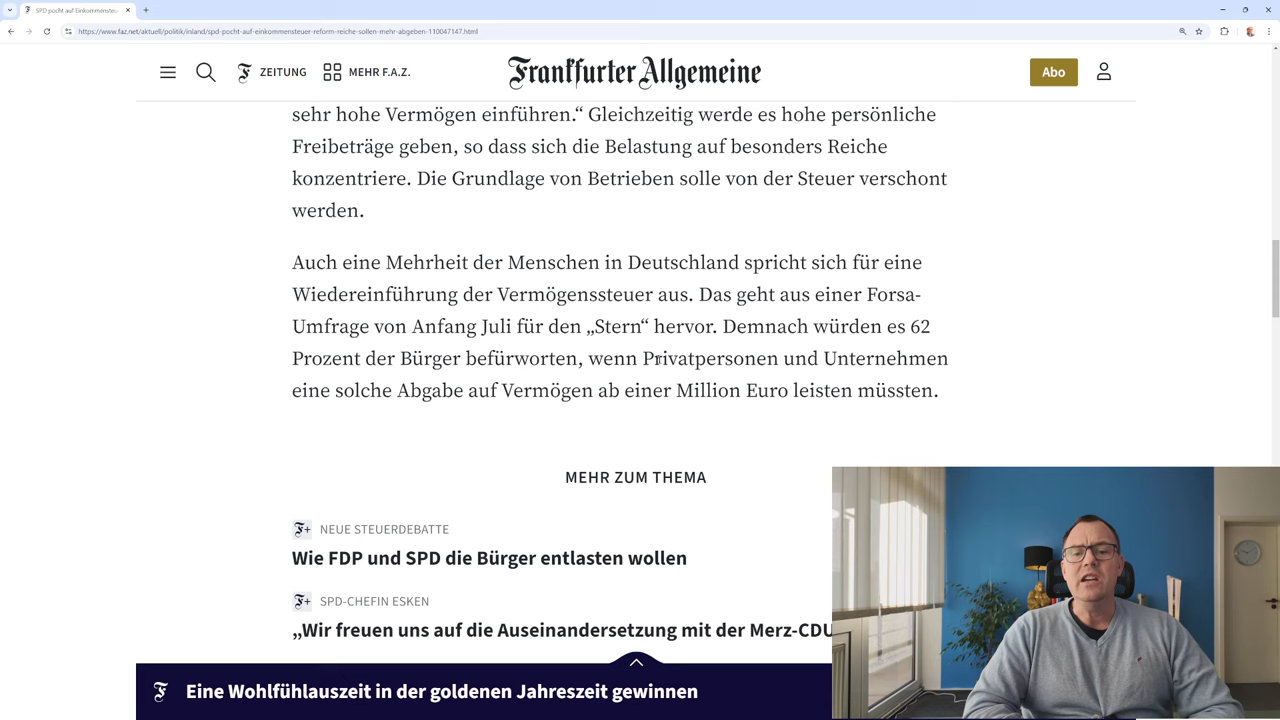 SPD pocht auf Einkommensteu
https://www.faz.net/aktuell/politik/inland/spd-pocht-auf-einkommensteuer-reform-reiche-sollen-mehr-abgeben-110047147.html
ZEITUNG
MEHR F.A.Z.
Frankfurter Allgemeine
Abo
sehr hohe Vermögen einführen.“ Gleichzeitig werde es hohe persönliche
Freibeträge geben, so dass sich die Belastung auf besonders Reiche
konzentriere. Die Grundlage von Betrieben solle von der Steuer verschont
werden.
Auch eine Mehrheit der Menschen in Deutschland spricht sich für eine
Wiedereinführung der Vermögenssteuer aus. Das geht aus einer Forsa-
Umfrage von Anfang Juli für den „Stern“ hervor. Demnach würden es 62
Prozent der Bürger befürworten, wenn Privatpersonen und Unternehmen
eine solche Abgabe auf Vermögen ab einer Million Euro leisten müssten.
MEHR ZUM THEMA
F+ NEUE STEUERDEBATTE
Wie FDP und SPD die Bürger entlasten wollen
F+ SPD-CHEFIN ESKEN
„Wir freuen uns auf die Auseinandersetzung mit der Merz-CDU
Eine Wohlfühlauszeit in der goldenen Jahreszeit gewinnen